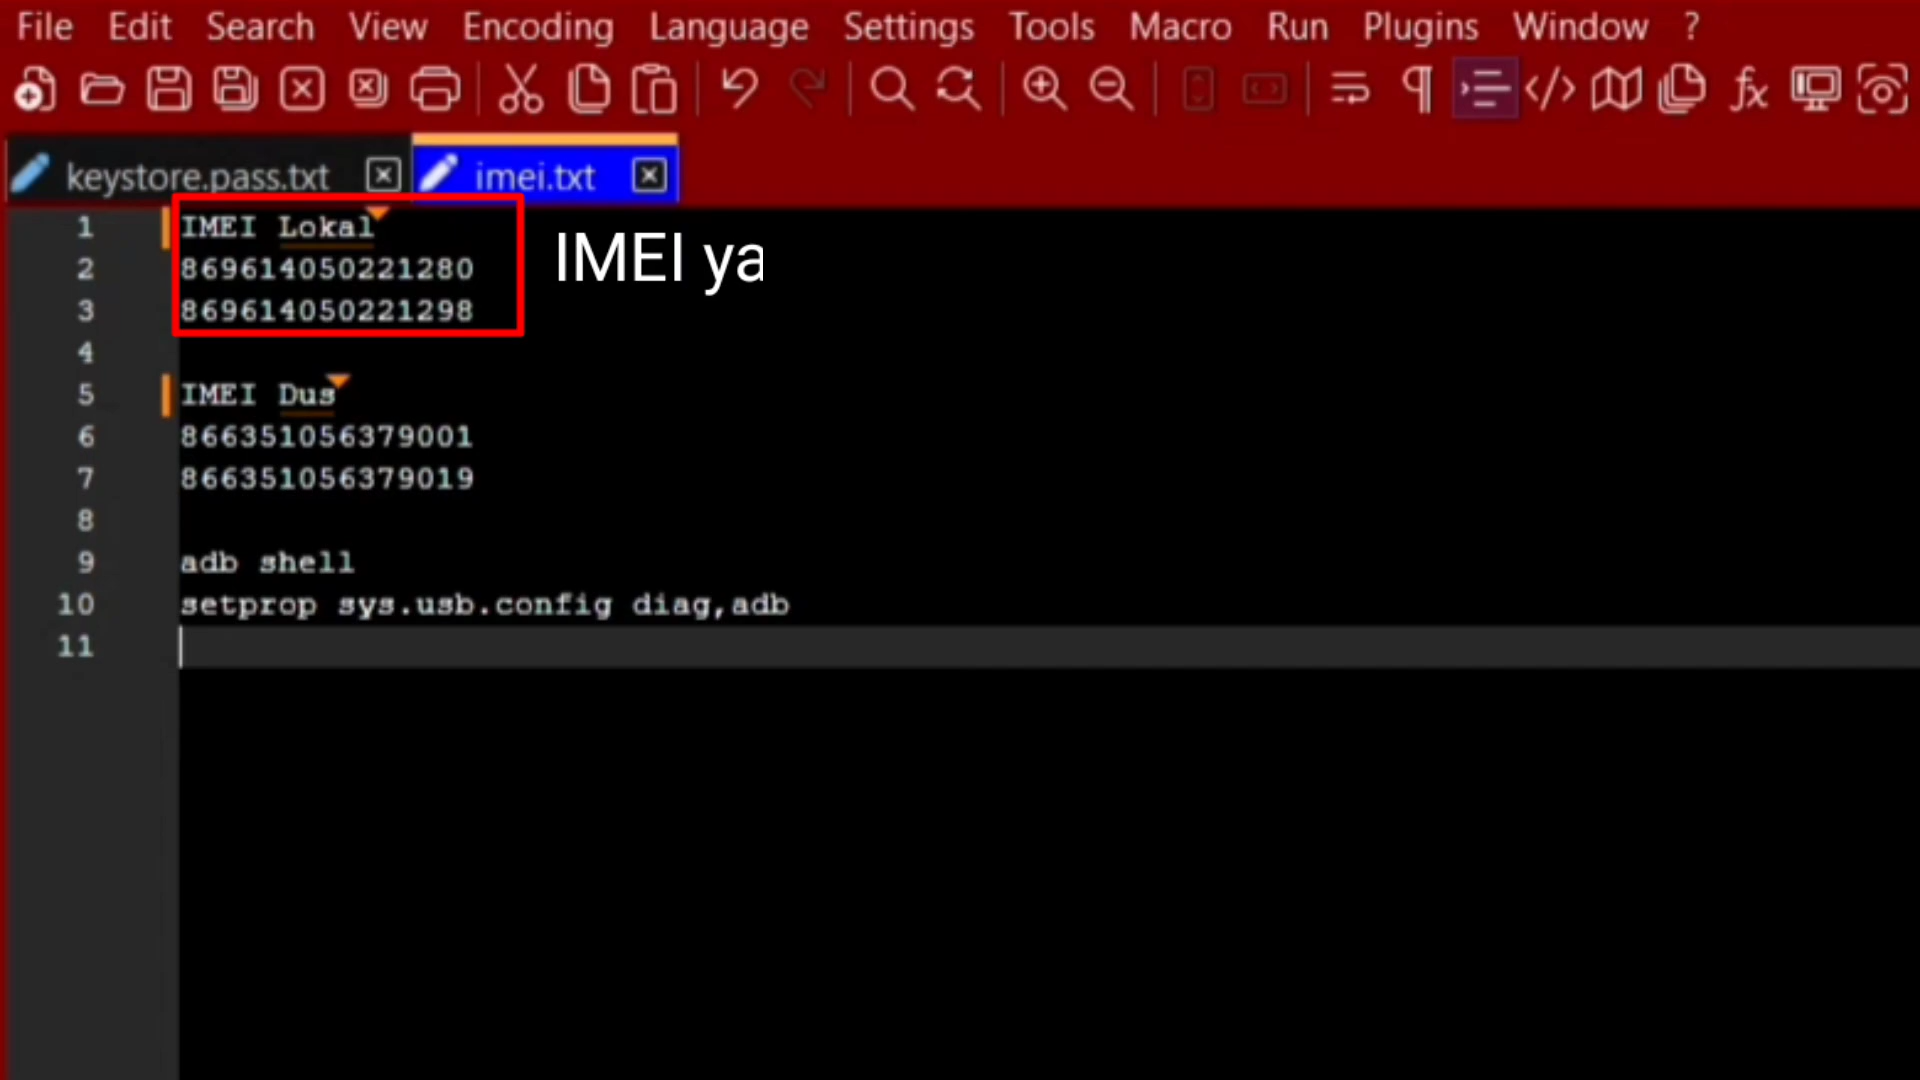 File Edit Search View Encoding Language Settings Tools Macro Run Plugins Window ?
keystore.pass.txt imei.txt
1 IMEI Lokal
2 869614050221280
3 869614050221298
IMEI ya
4
5 IMEI Dus
6 866351056379001
7 866351056379019
8
9 adb shell
10 setprop sys.usb.config diag,adb
11